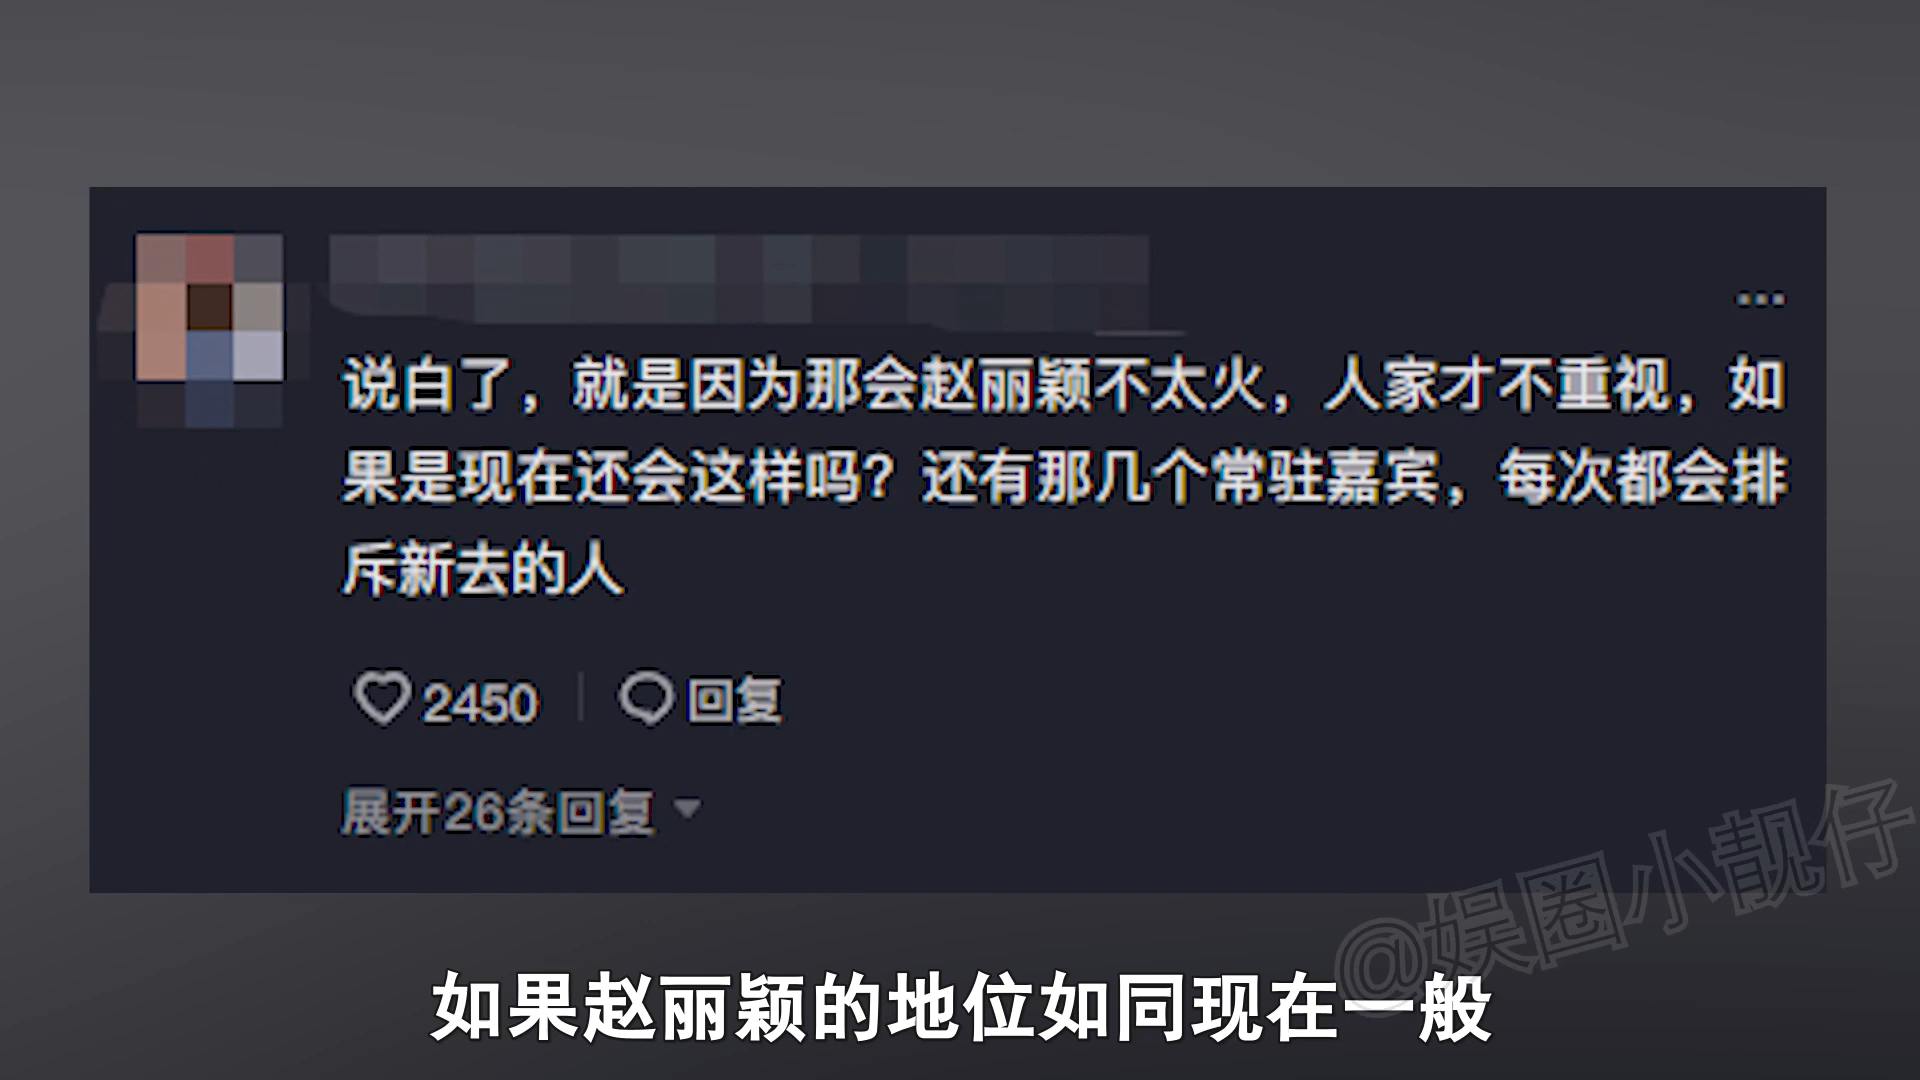 说白了，就是因为那会赵丽颖不太火，人家才不重视，如
果是现在还会这样吗？还有那几个常驻嘉宾，每次都会排
斥新去的人
2450 回复
展开26条回复
@娱圈小靓仔
如果赵丽颖的地位如同现在一般